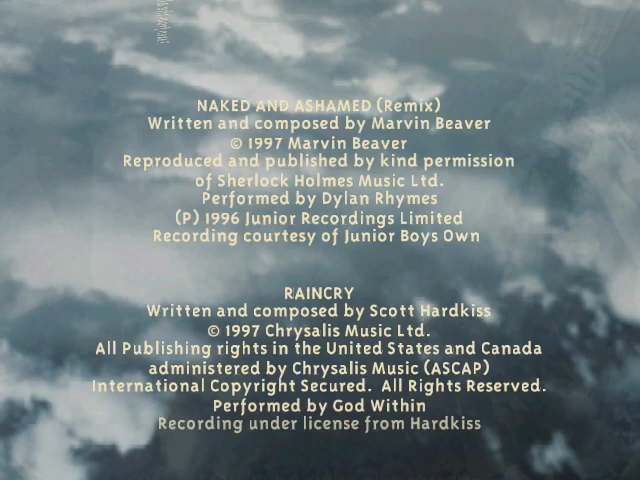 NAKED AND ASHAMED (Remix)
Written and composed by Marvin Beaver
© 1997 Marvin Beaver
Reproduced and published by kind permission
of Sherlock Holmes Music Ltd.
Performed by Dylan Rhymes
(P) 1996 Junior Recordings Limited
Recording courtesy of Junior Boys Own
RAINCRY
Written and composed by Scott Hardkiss
© 1997 Chrysalis Music Ltd.
All Publishing rights in the United States and Canada
administered by Chrysalis Music (ASCAP)
International Copyright Secured.  All Rights Reserved.
Performed by God Within
Recording under license from Hardkiss